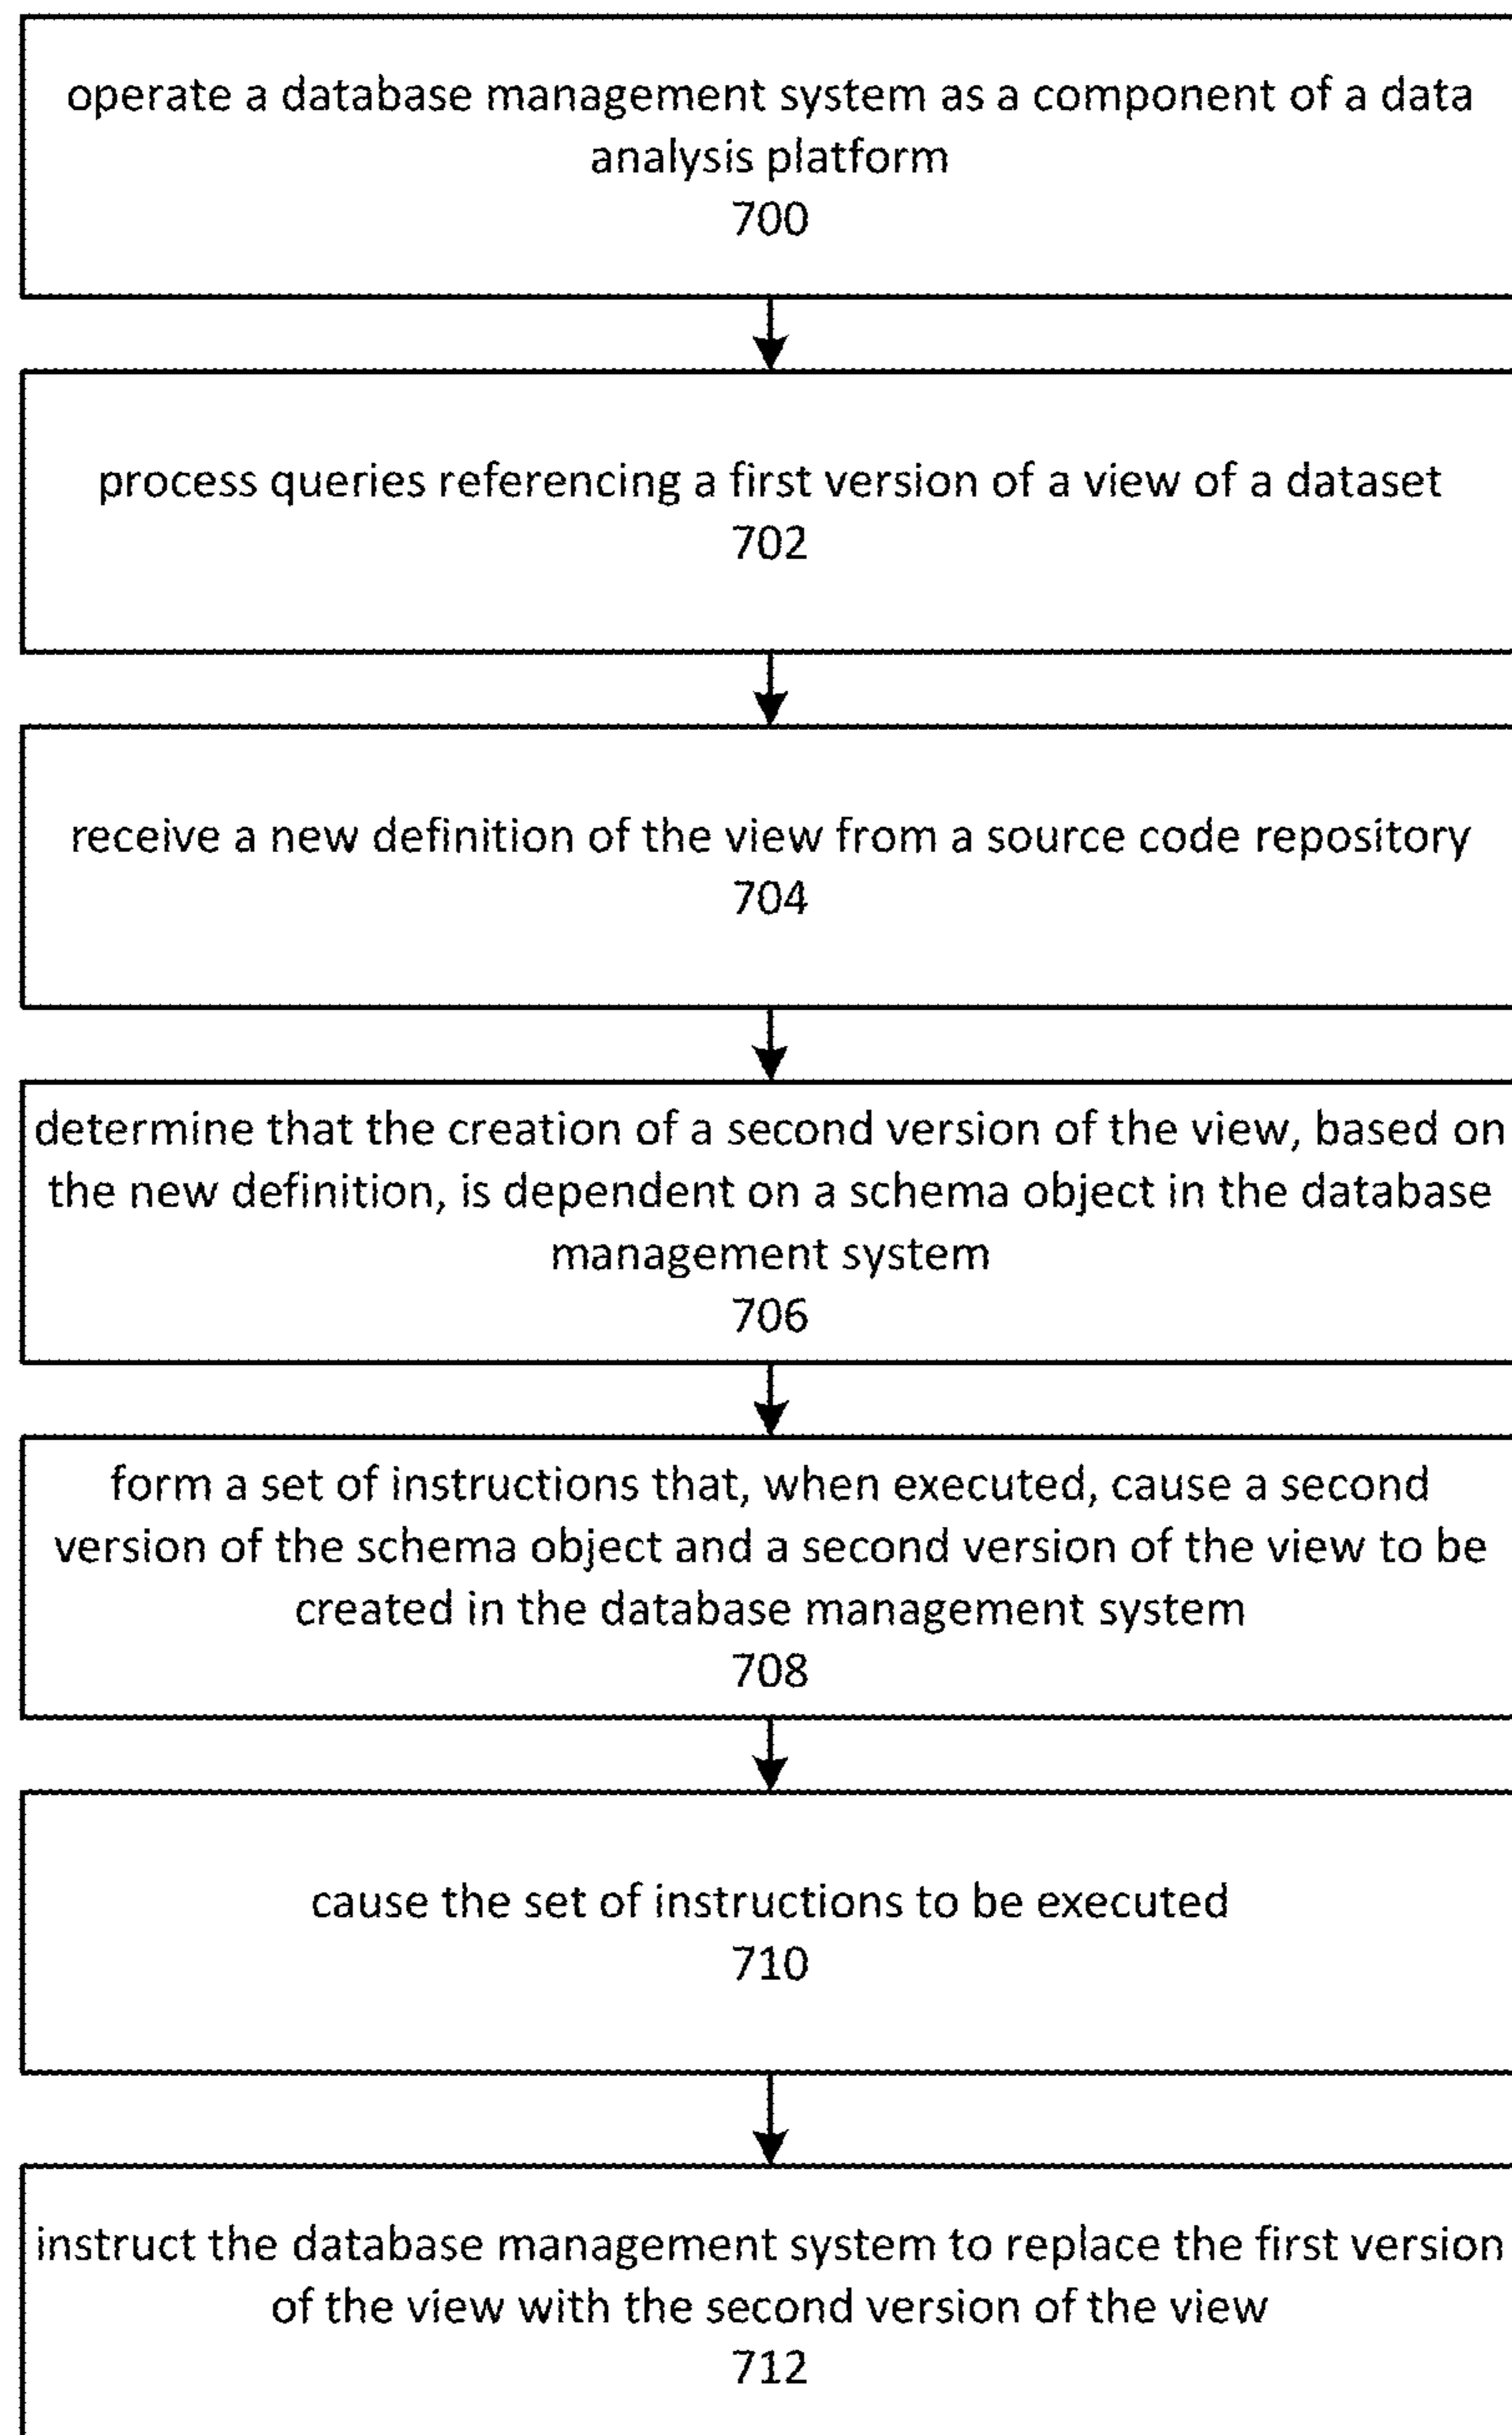 operate a database management system as a component of a data
analysis platform
700
process queries referencing a first version of a view of a dataset
702
receive a new definition of the view from a source code repository
704
determine that the creation of a second version of the view, based on
the new definition, is dependent on a schema object in the database
management system
706
form a set of instructions that, when executed, cause a second
version of the schema object and a second version of the view to be
created in the database management system
708
cause the set of instructions to be executed
710
instruct the database management system to replace the first version
of the view with the second version of the view
712